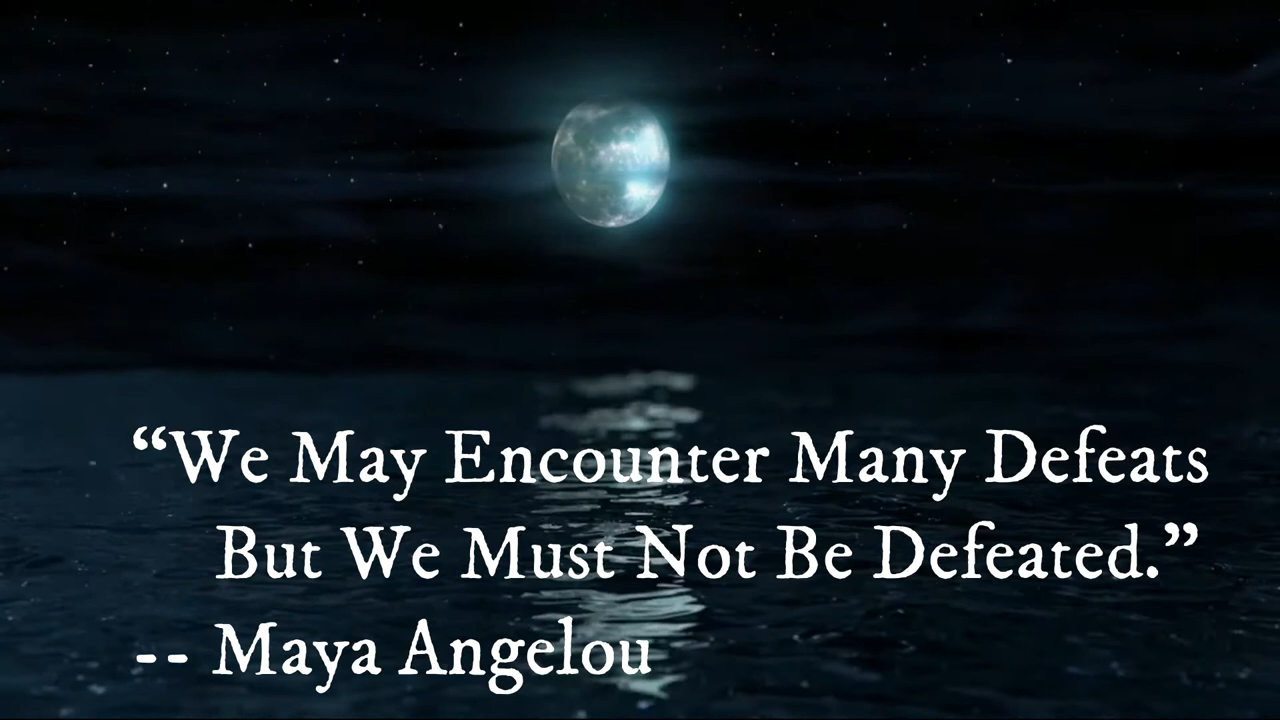 “We May Encounter Many Defeats
But We Must Not Be Defeated.”
-- Maya Angelou